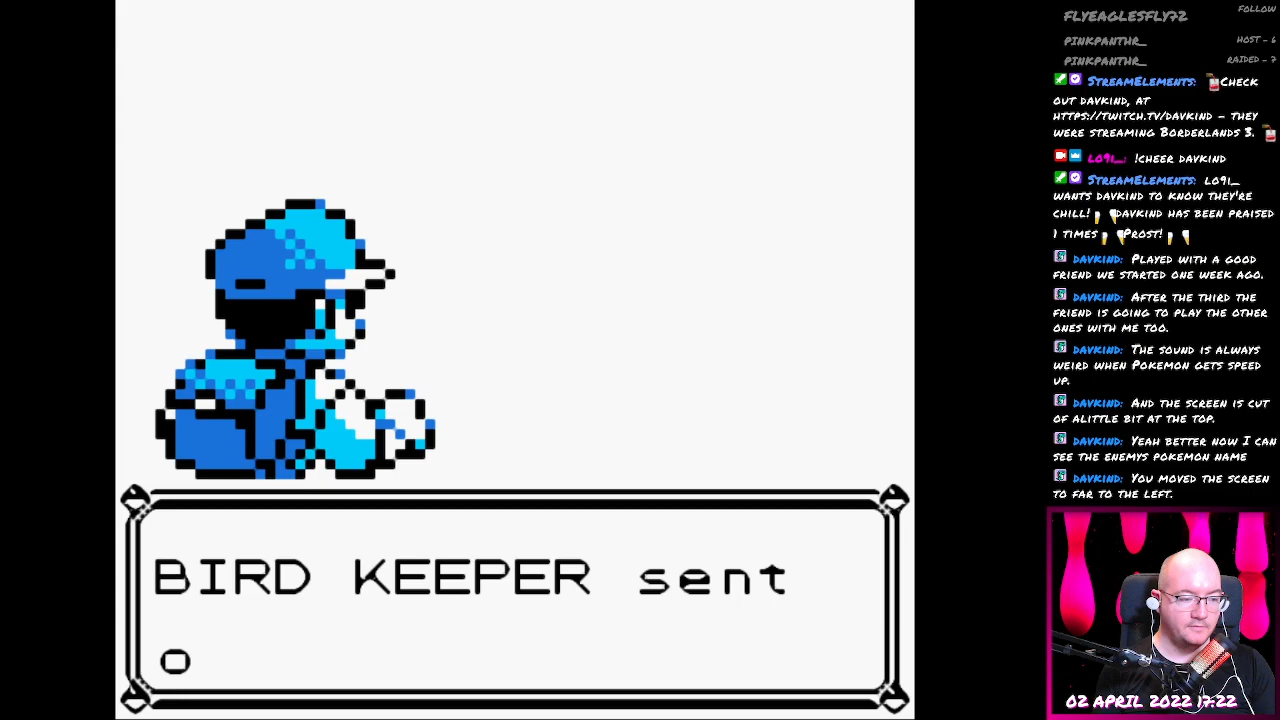 BIRD KEEPER sent
o
FLYEAGLESFLY72
FOLLOW
PINKPANTHR_
HOST - 6
PINKPANTHR_
RAIDED - 7
StreamElements: Check
out davkind, at
https://twitch.tv/davkind - they
were streaming Borderlands 3.
lo91_: !cheer davkind
StreamElements: lo91_
wants davkind to know they're
chill! davkind has been praised
1 times Prost!
davkind: Played with a good
friend we started one week ago.
davkind: After the third the
friend is going to play the other
ones with me too.
davkind: The sound is always
weird when Pokemon gets speed
up.
davkind: And the screen is cut
of alittle bit at the top.
davkind: Yeah better now I can
see the enemys pokemon name
davkind: You moved the screen
to far to the left.
02 APRIL 2022 17:22